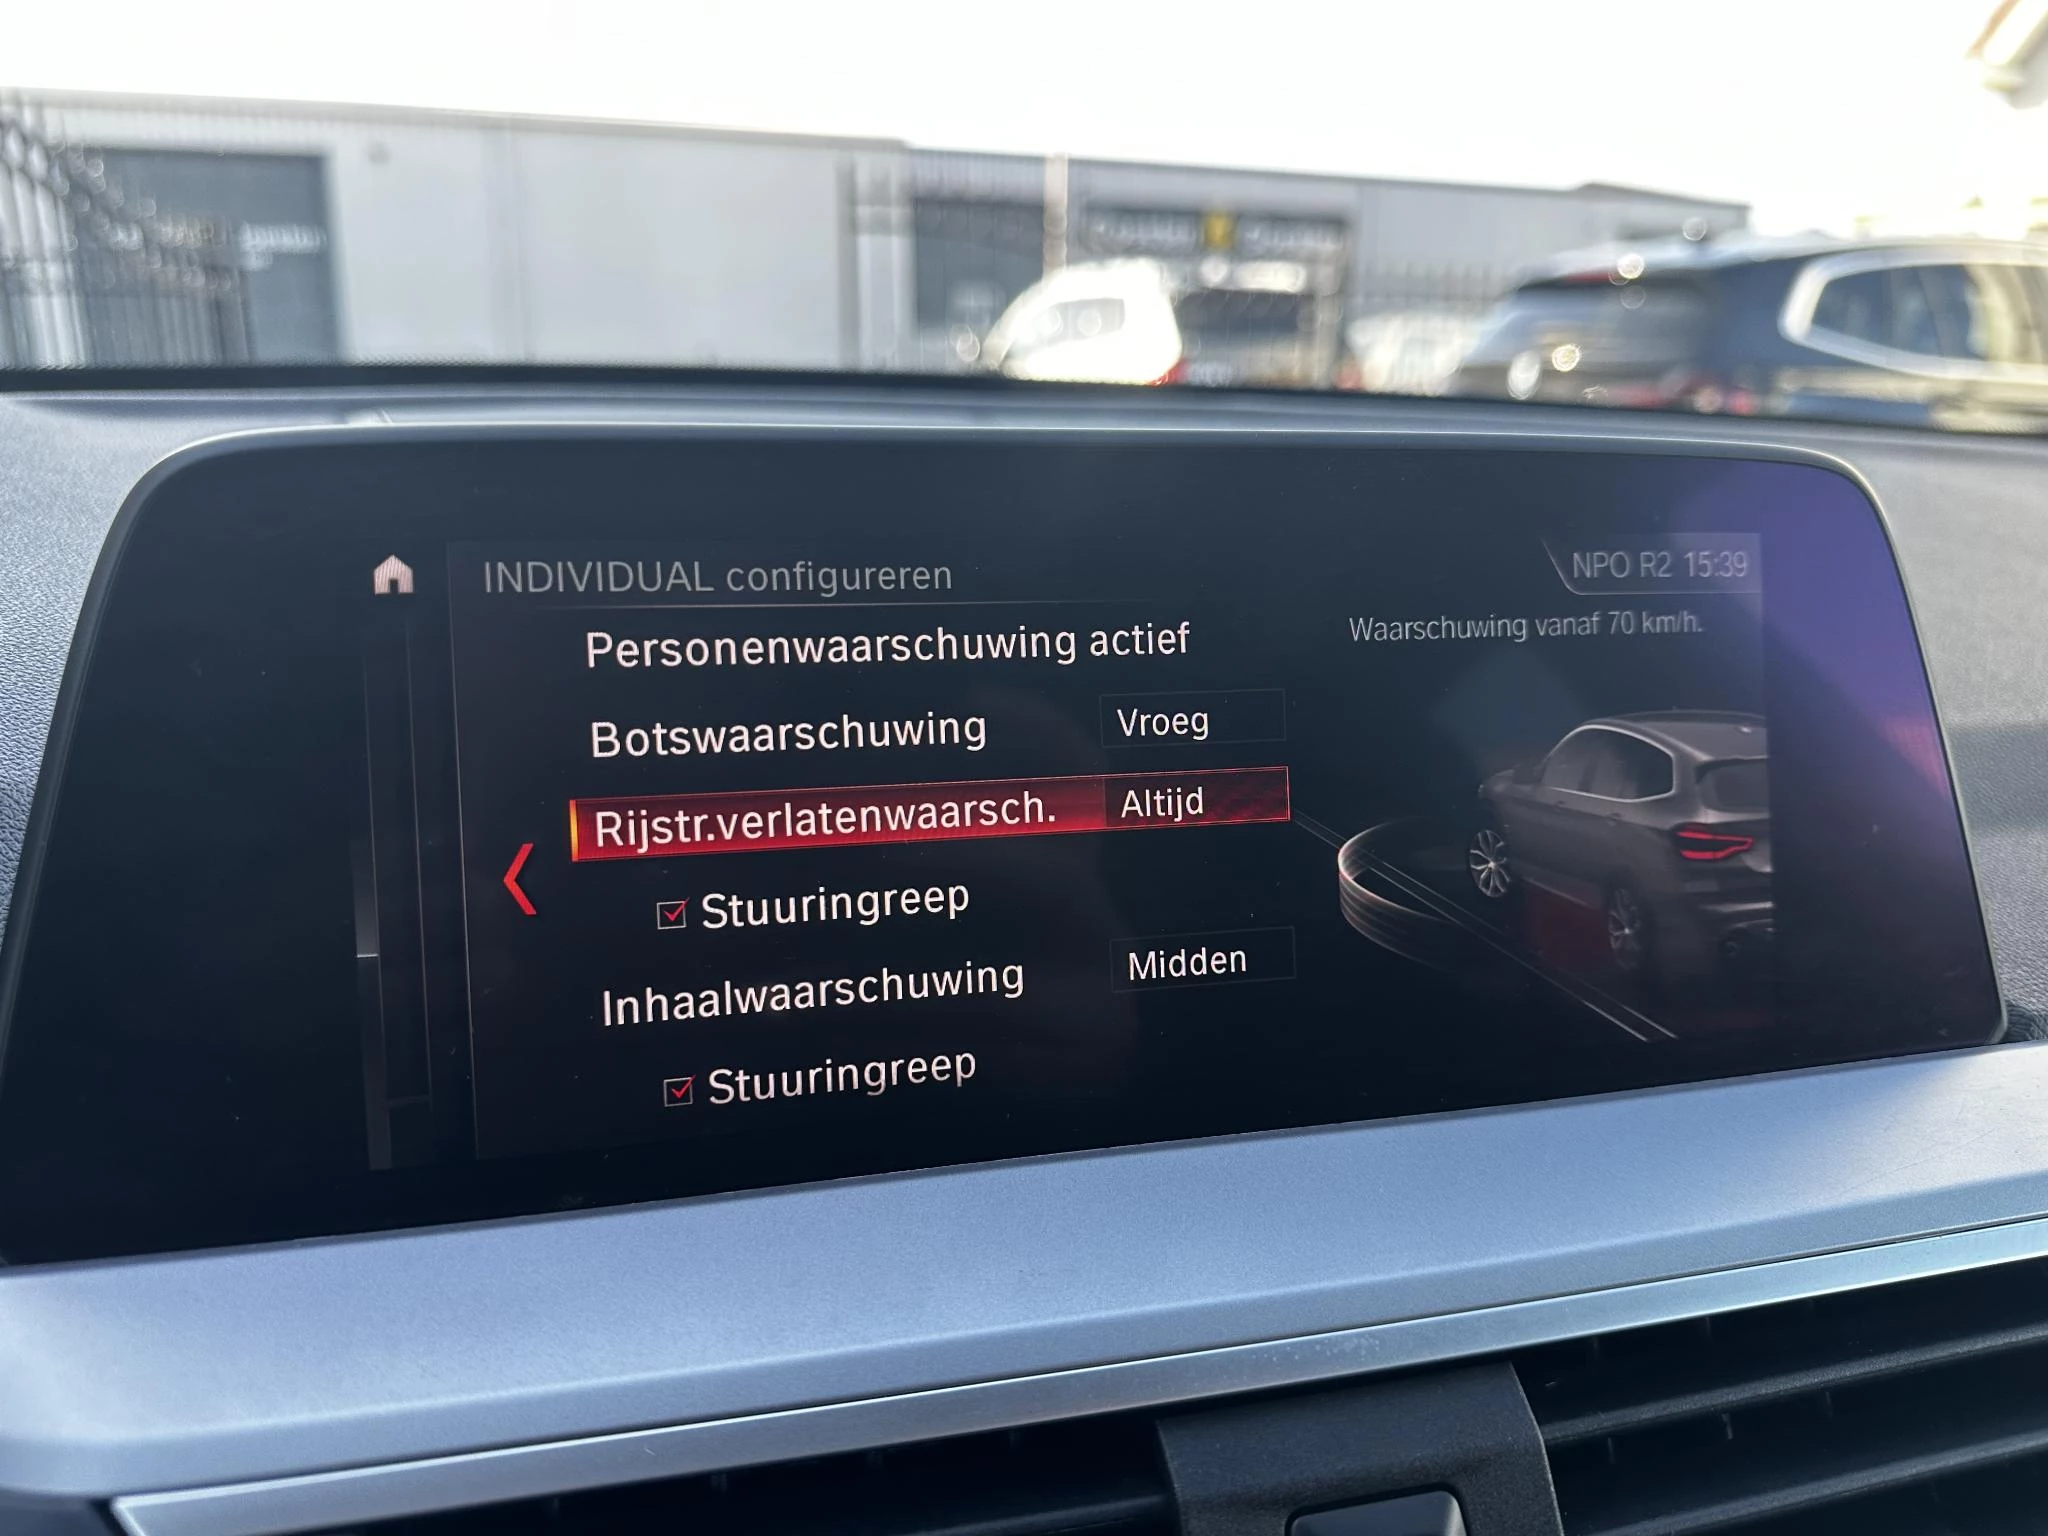 INDIVIDUAL configureren
NPO R2 15:39
Personenwaarschuwing actief
Waarschuwing vanaf 70 km/h.
Botswaarschuwing Vroeg
Rijstr.verlatenwaarsch. Altijd
Stuuringreep
Inhaalwaarschuwing Midden
Stuuringreep